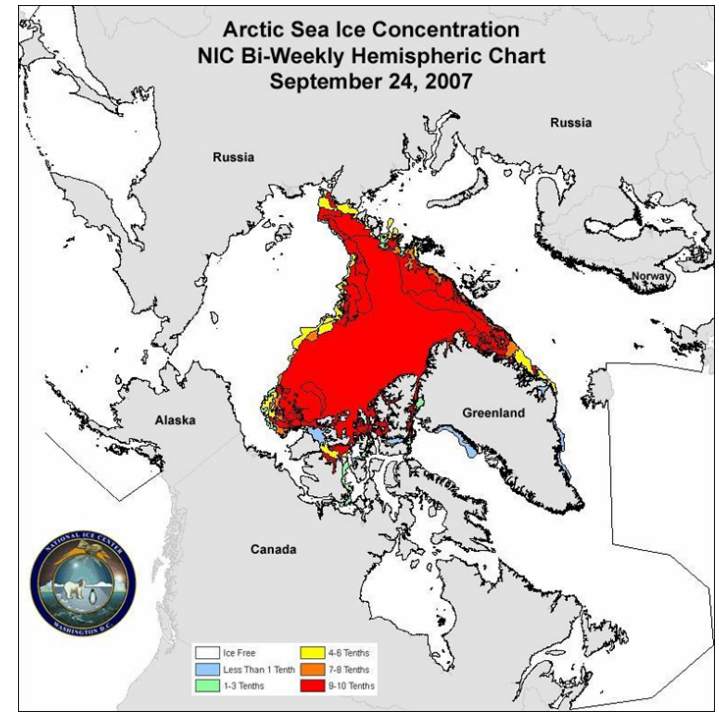 Arctic Sea Ice Concentration
NIC Bi-Weekly Hemispheric Chart
September 24, 2007
Russia
Russia
Norway
Alaska
Greenland
Canada
NATIONAL ICE CENTER
WASHINGTON D.C.
Ice Free
Less Than 1 Tenth
1-3 Tenths
4-6 Tenths
7-8 Tenths
9-10 Tenths